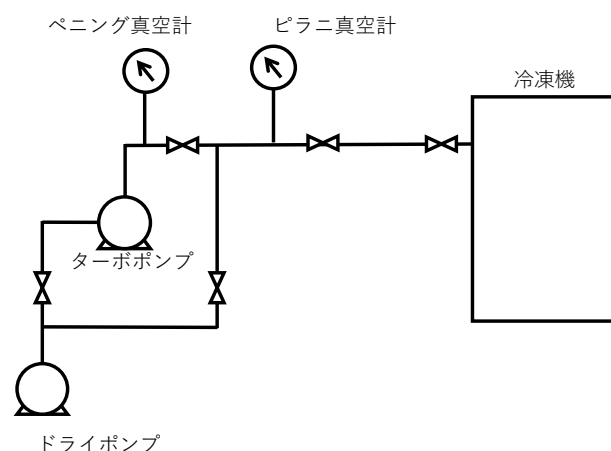 ペニング真空計
ピラニ真空計
冷凍機
ターボポンプ
ドライポンプ